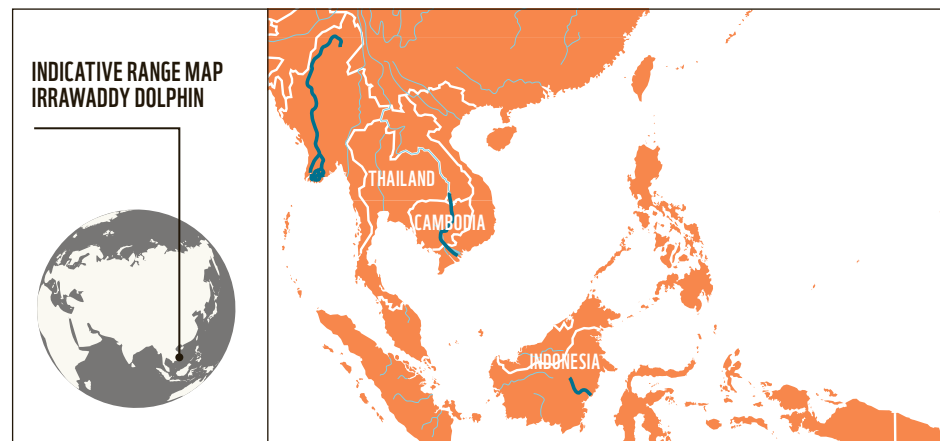 INDICATIVE RANGE MAP
IRRAWADDY DOLPHIN
THAILAND
CAMBODIA
INDONESIA